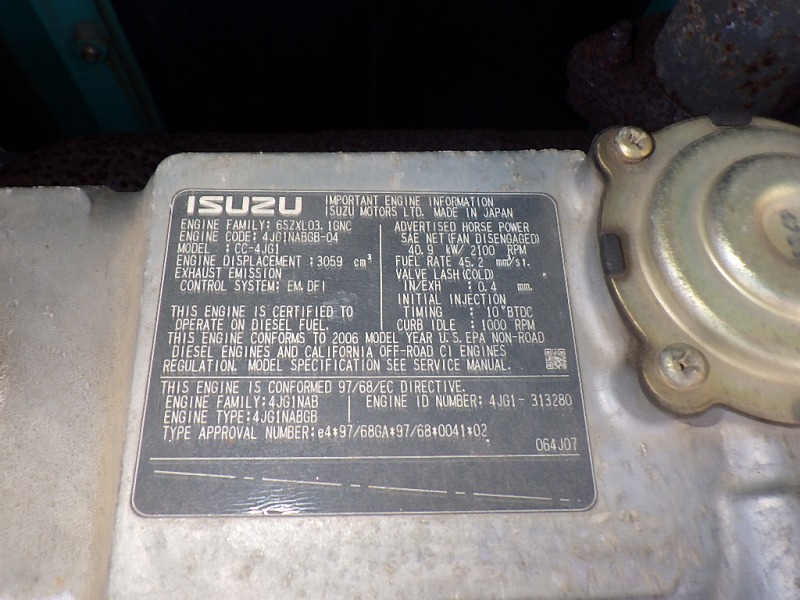 ISUZU IMPORTANT ENGINE INFORMATION
ISUZU MOTORS LTD. MADE IN JAPAN
ENGINE FAMILY: 6SZXL03.1GNC
ENGINE CODE: 4JG1NABGB-04
MODEL : CC-4JG1
ENGINE DISPLACEMENT :3059 cm³
EXHAUST EMISSION
CONTROL SYSTEM: EM,DFI
THIS ENGINE IS CERTIFIED TO
OPERATE ON DIESEL FUEL.
ADVERTISED HORSE POWER
SAE NET(FAN DISENGAGED)
40.9 kW/ 2100 RPM
FUEL RATE 45.2 mm³/st.
VALVE LASH(COLD)
IN/EXH : 0.4 mm.
INITIAL INJECTION
TIMING : 10°BTDC
CURB IDLE : 1000 RPM
THIS ENGINE CONFORMS TO 2006 MODEL YEAR U.S.EPA NON-ROAD
DIESEL ENGINES AND CALIFORNIA OFF-ROAD C1 ENGINES
REGULATION. MODEL SPECIFICATION SEE SERVICE MANUAL.
THIS ENGINE IS CONFORMED 97/68/EC DIRECTIVE.
ENGINE FAMILY:4JG1NAB
ENGINE TYPE:4JG1NABGB
ENGINE ID NUMBER: 4JG1- 313280
TYPE APPROVAL NUMBER:e4*97/68GA*97/68*0041*02
064J07